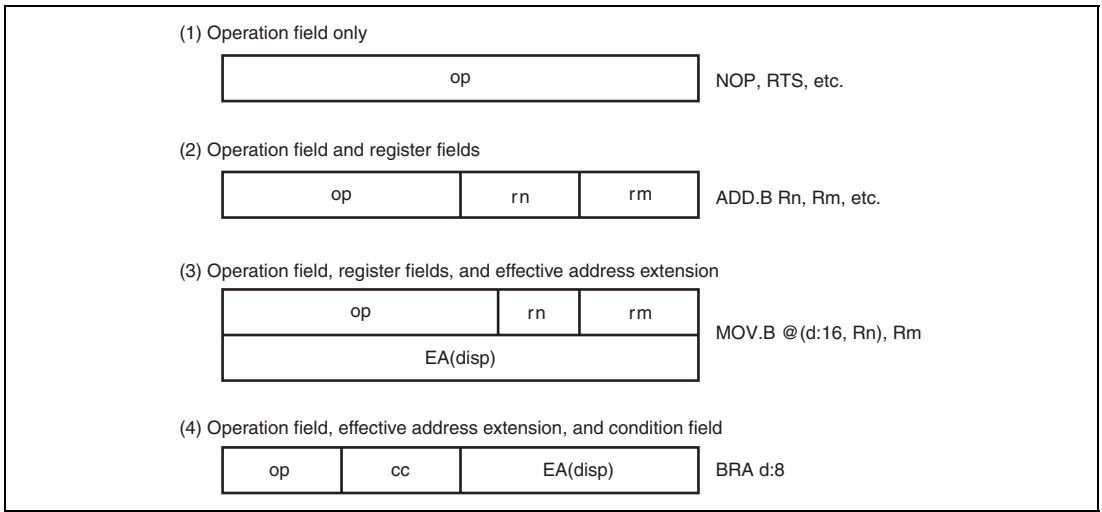 (1) Operation field only
op
NOP, RTS, etc.
(2) Operation field and register fields
op rn rm
ADD.B Rn, Rm, etc.
(3) Operation field, register fields, and effective address extension
op rn rm
MOV.B @(d:16, Rn), Rm
EA(disp)
(4) Operation field, effective address extension, and condition field
op cc EA(disp)
BRA d:8